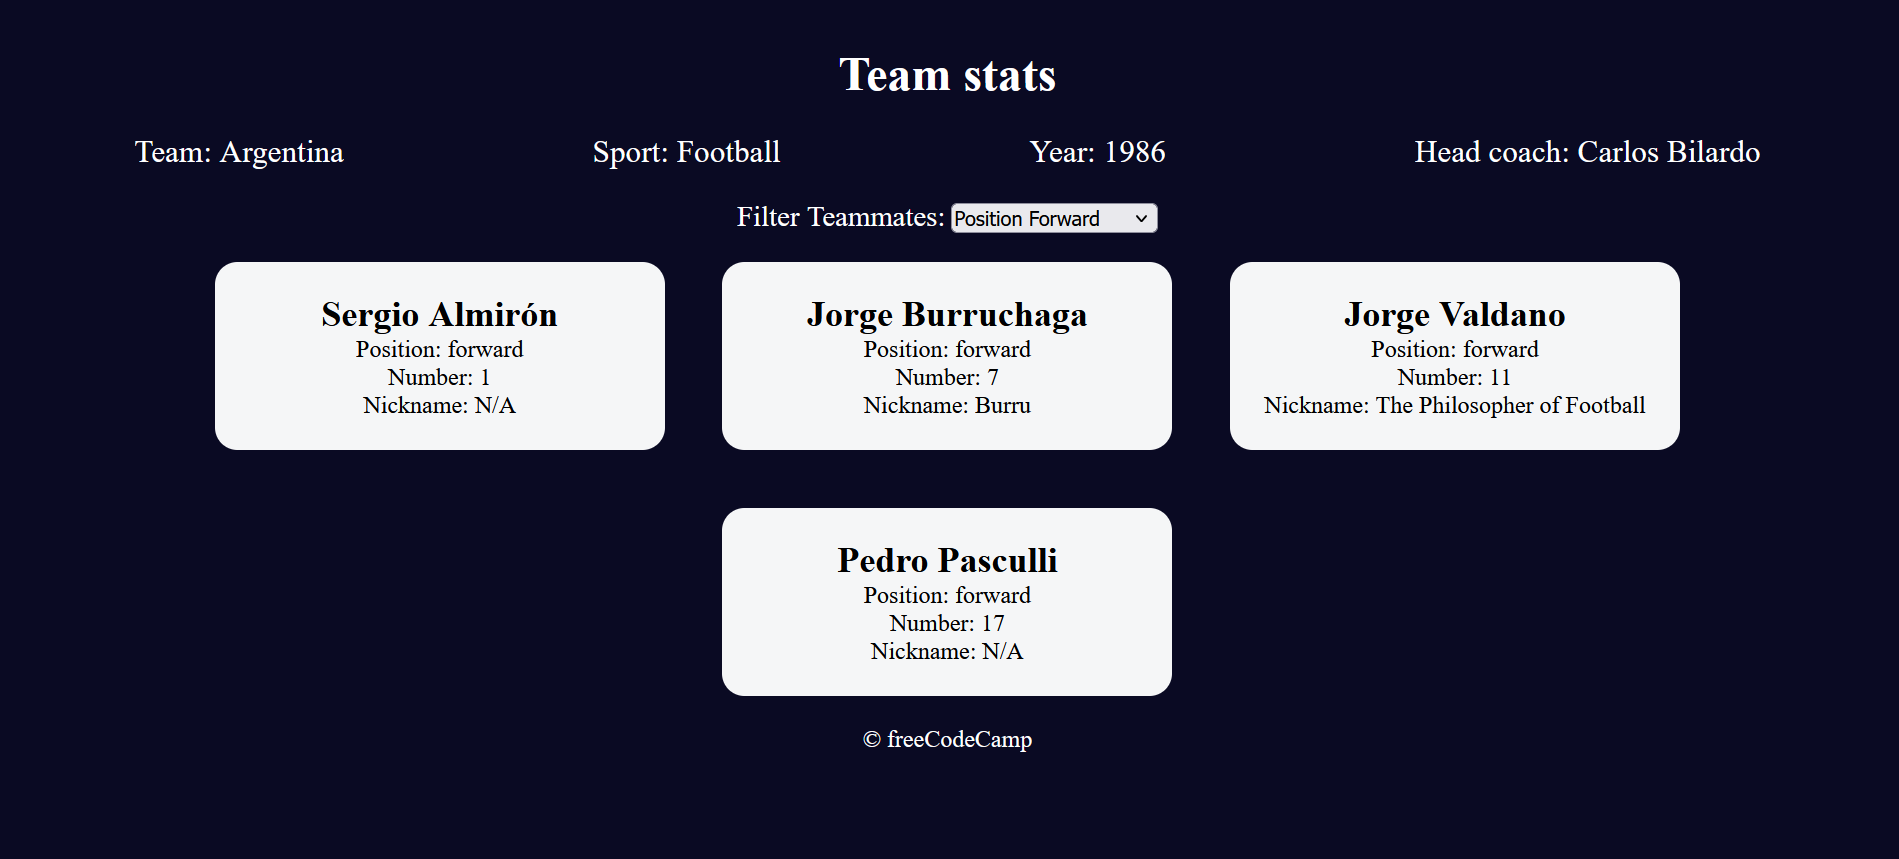 Team stats
Team: Argentina
Sport: Football
Year: 1986
Head coach: Carlos Bilardo
Filter Teammates: Position Forward
Sergio Almirón
Position: forward
Number: 1
Nickname: N/A
Jorge Burruchaga
Position: forward
Number: 7
Nickname: Burru
Jorge Valdano
Position: forward
Number: 11
Nickname: The Philosopher of Football
Pedro Pasculli
Position: forward
Number: 17
Nickname: N/A
© freeCodeCamp